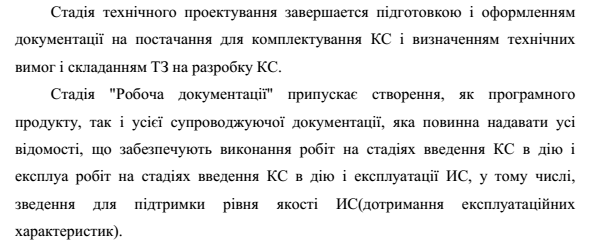 Стадія технічного проектування завершается підготовкою і оформленням
документації на постачання для комплектування КС і визначенням технічних
вимог і складанням ТЗ на разробку КС.
Стадія "Робоча документації" припускає створення, як програмного
продукту, так і усієї супроводжуючої документації, яка повинна надавати усі
відомості, що забезпечують виконання робіт на стадіях введення КС в дію і
експлуа робіт на стадіях введення КС в дію і експлуатації ИС, у тому числі,
зведення для підтримки рівня якості ИС(дотримання експлуатаційних
характеристик).